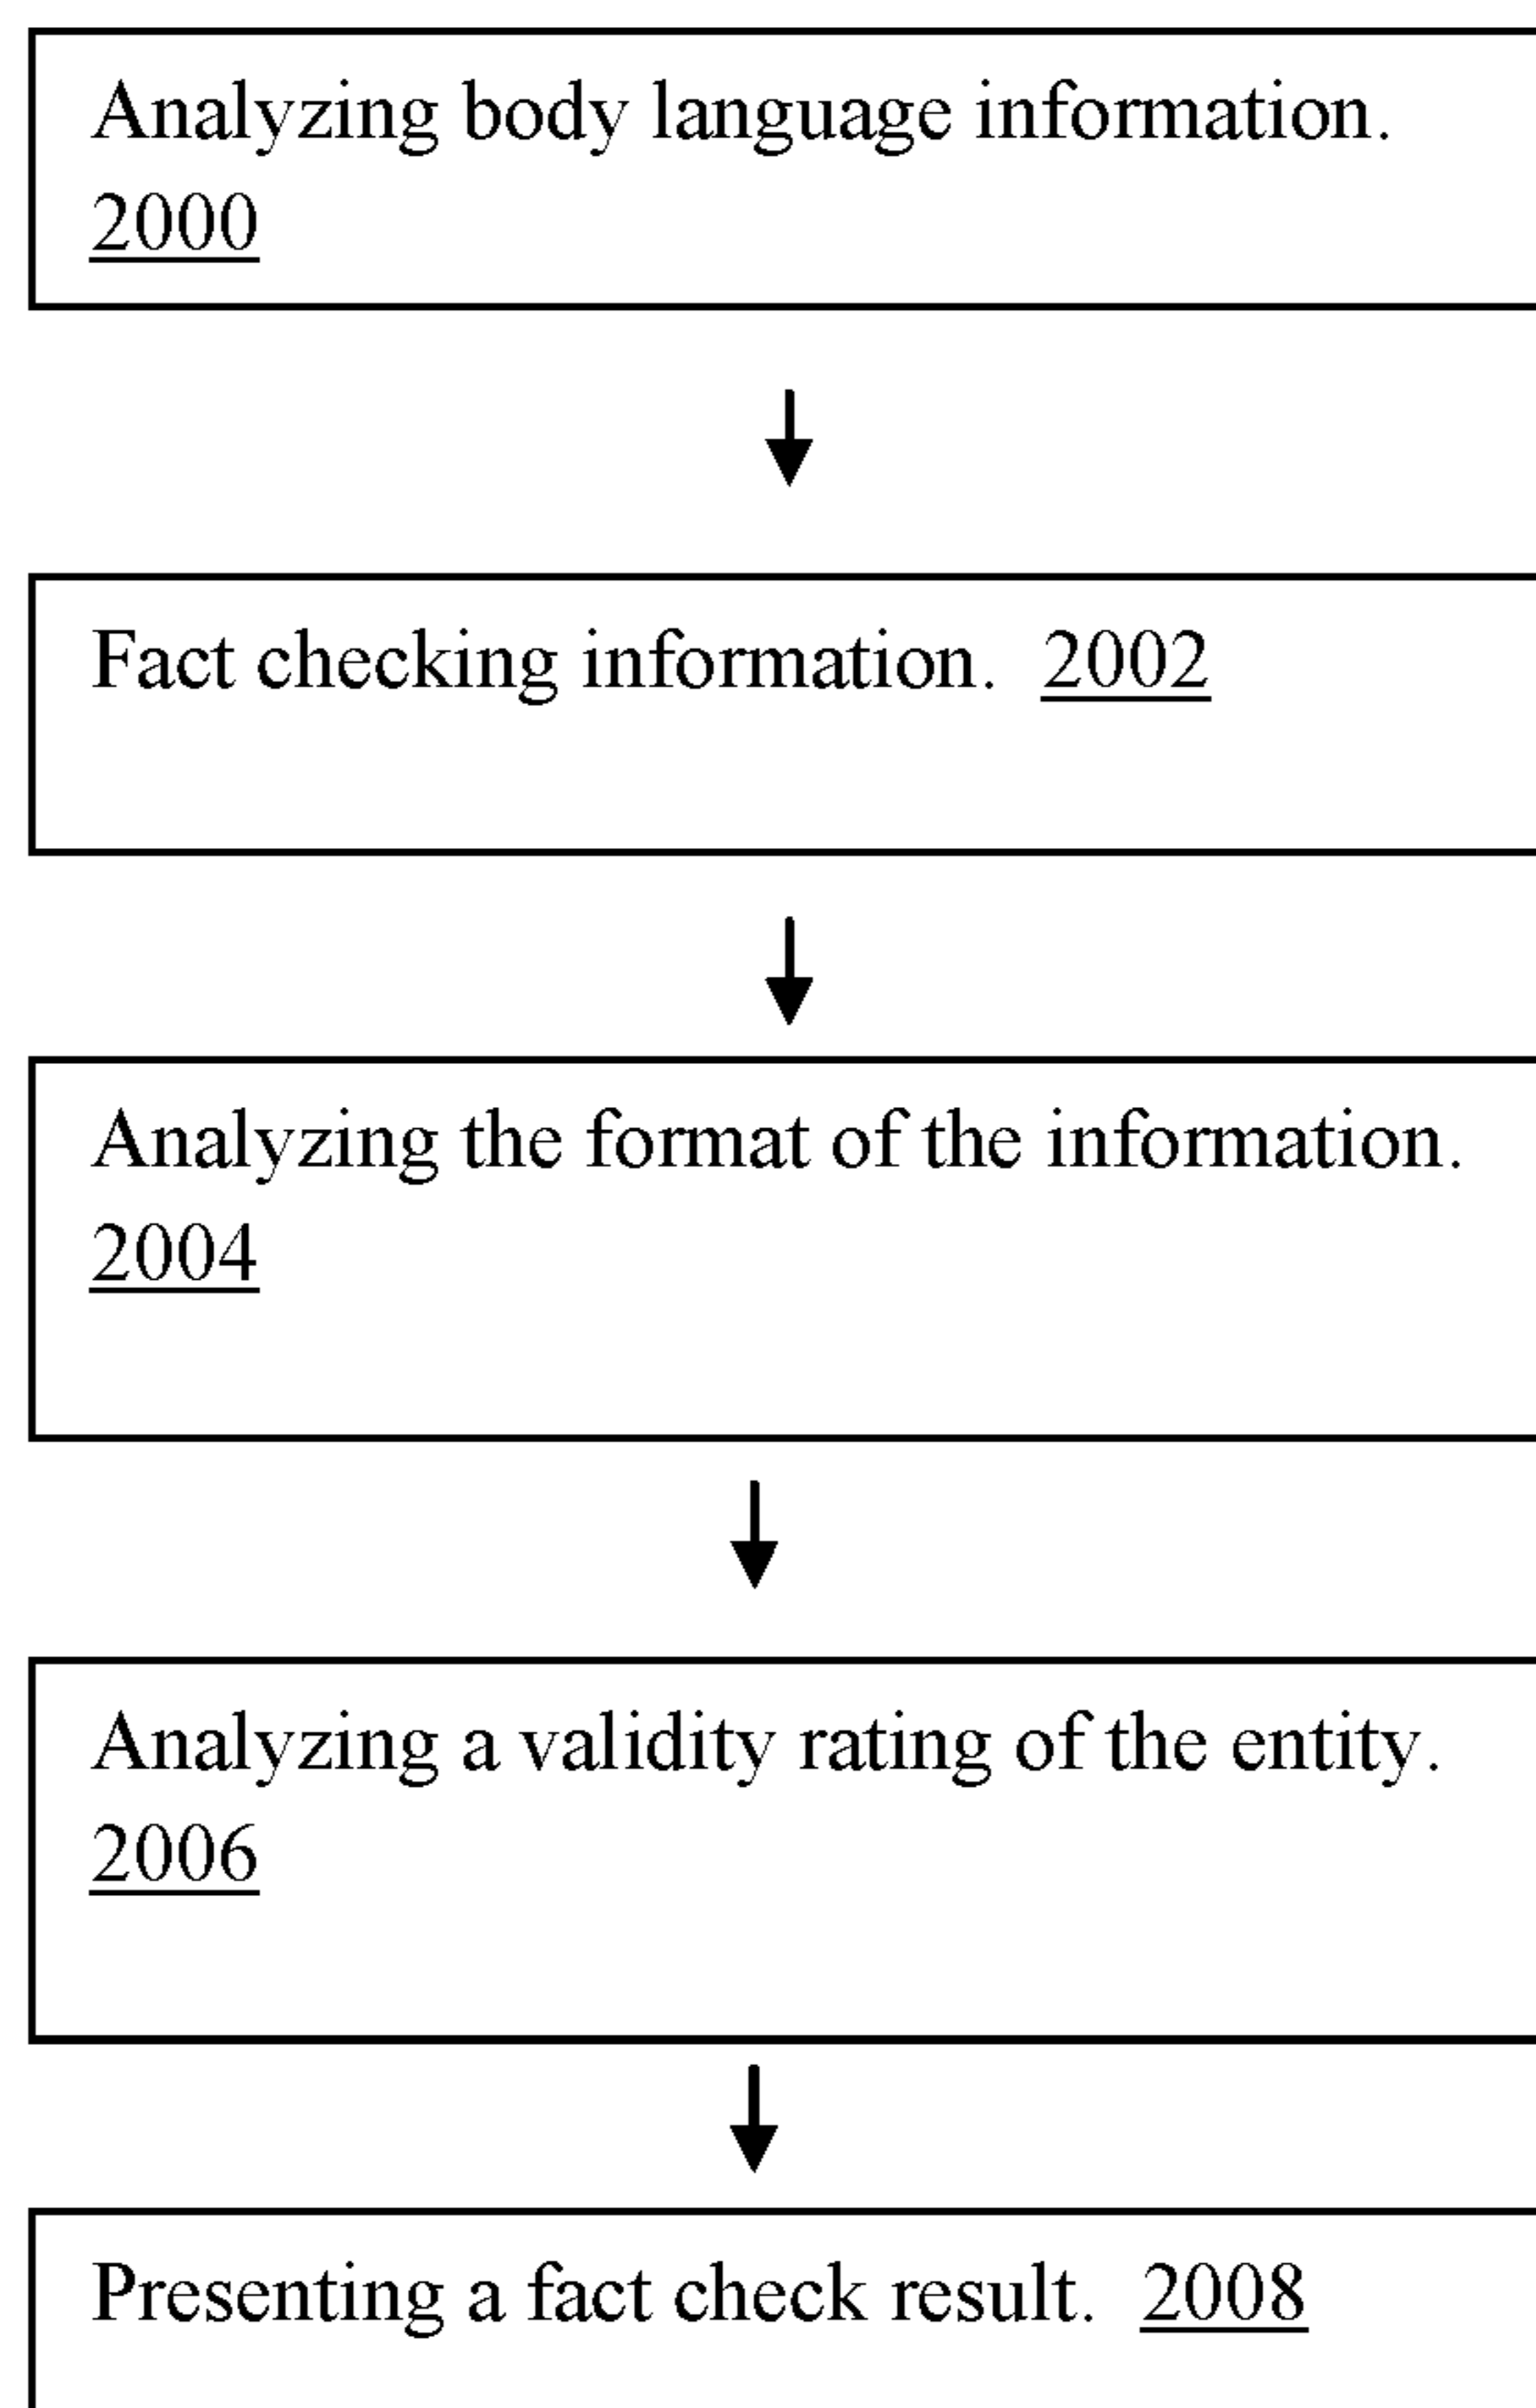 Analyzing body language information.
2000
Fact checking information. 2002
Analyzing the format of the information.
2004
Analyzing a validity rating of the entity.
2006
Presenting a fact check result. 2008